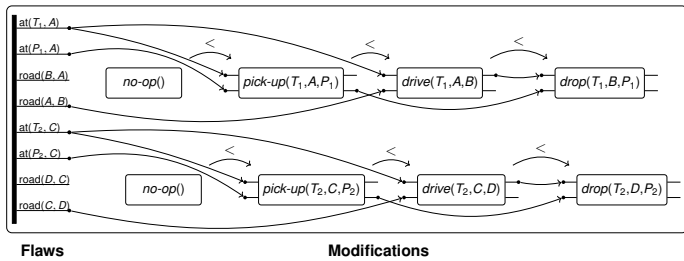 at(T₁, A)
at(P₁, A)
road(B, A)
road(A, B)
at(T₂, C)
at(P₂, C)
road(D, C)
road(C, D)
< < <
no-op() pick-up(T₁,A,P₁) drive(T₁,A,B) drop(T₁,B,P₁)
< < <
no-op() pick-up(T₂,C,P₂) drive(T₂,C,D) drop(T₂,D,P₂)
Flaws Modifications